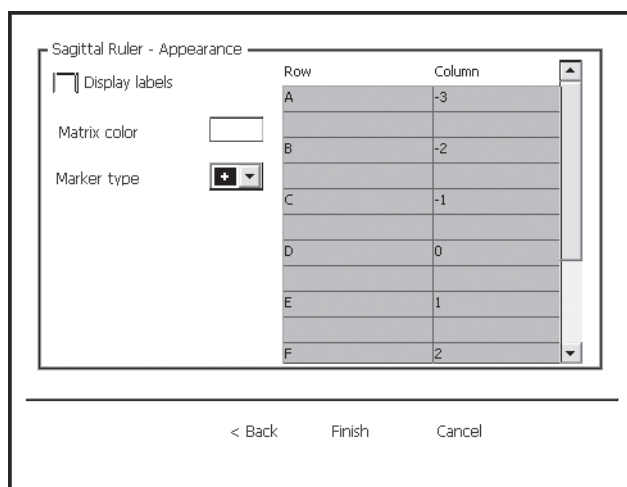 Sagittal Ruler - Appearance
Display labels
Matrix color
Marker type
Row Column
A -3
B -2
C -1
D 0
E 1
F 2
< Back Finish Cancel